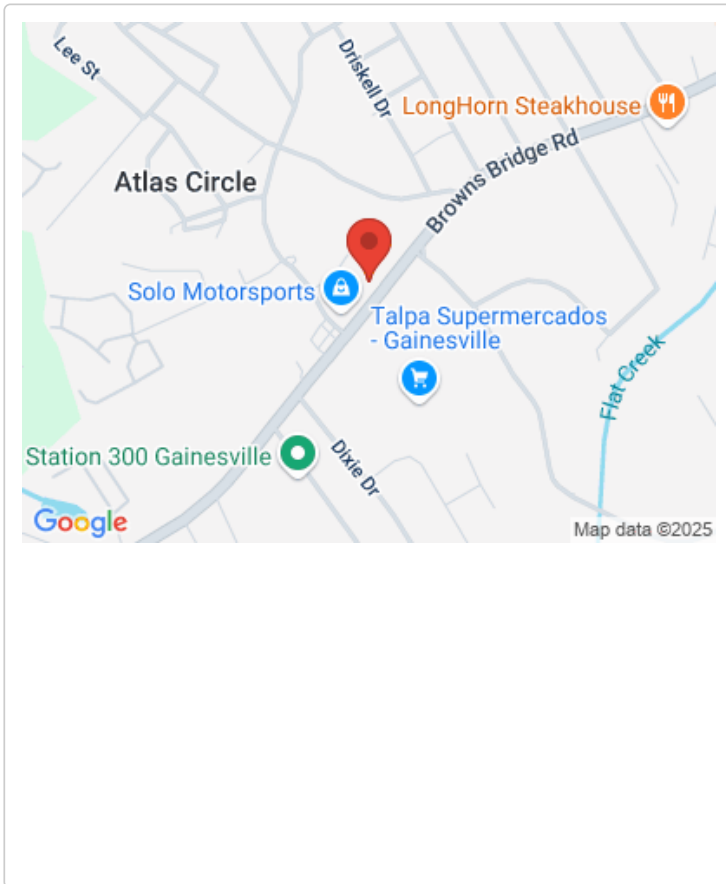 Lee St
Driskell Dr
LongHorn Steakhouse
Browns Bridge Rd
Atlas Circle
Solo Motorsports
Talpa Supermercados
- Gainesville
Flat Creek
Station 300 Gainesville
Dixie Dr
Google
Map data ©2025